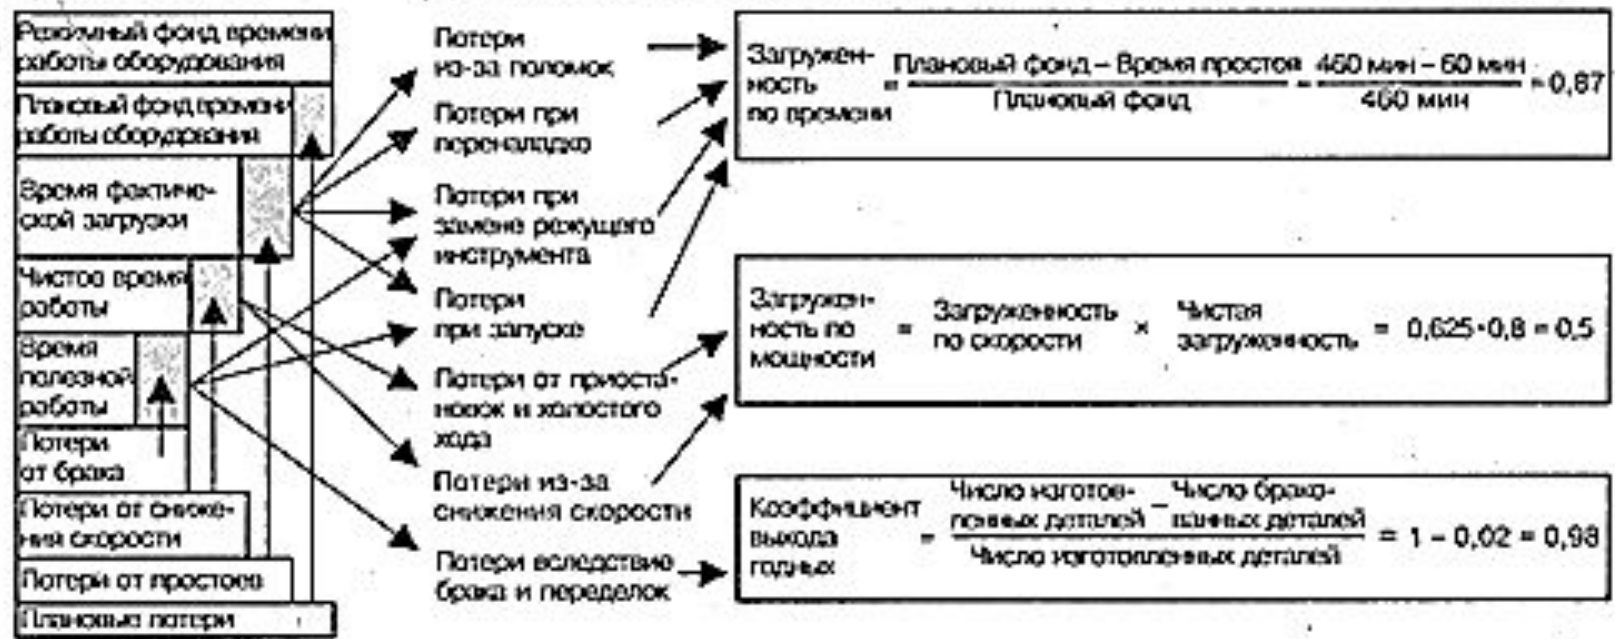 Режимный фонд времени
работы оборудования
Плановый фонд времени
работы оборудования
Время фактиче-
ской загрузки
Чистое время
работы
Время
полезной
работы
Потери
от брака
Потери от сниже-
ния скорости
Потери от простоев
Плановые потери
Потери
из-за поломок
Потери при
переналадке
Потери при
замене режущего
инструмента
Потери
при запуске
Потери от приоста-
новок и холостого
хода
Потери из-за
снижения скорости
Потери вследствие
брака и переделок
Загружен-
ность
по времени
= Плановый фонд – Время простоя
Плановый фонд
= 460 мин – 60 мин
460 мин
= 0,87
Загружен-
ность по
мощности
= Загруженность
по скорости
× Чистая
загруженность
= 0,625·0,8 = 0,5
Коэффициент
выхода
годных
= Число изготов-
ленных деталей
– Число брако-
ванных деталей
Число изготовленных деталей
= 1 – 0,02 = 0,98